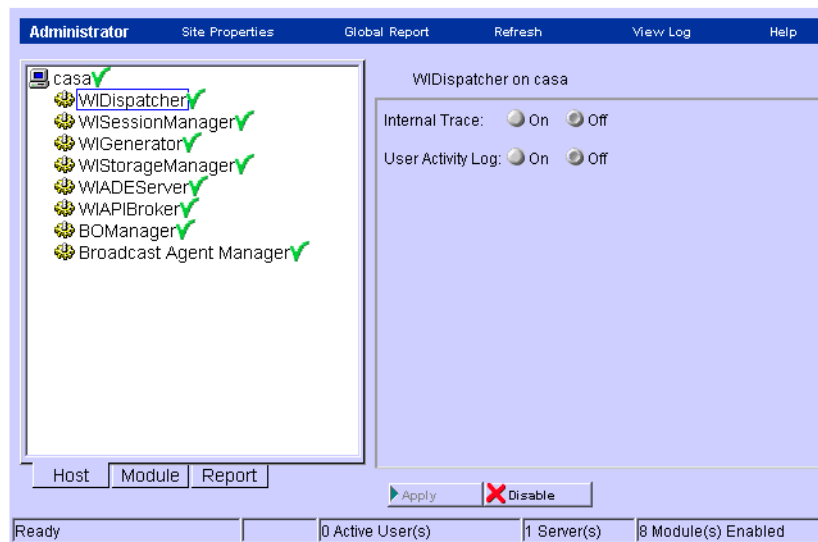 Administrator Site Properties Global Report Refresh View Log Help
casa
WIDispatcher
WISessionManager
WIGenerator
WIStorageManager
WIADEServer
WIAPIBroker
BOManager
Broadcast Agent Manager
Host Module Report
WIDispatcher on casa
Internal Trace: On Off
User Activity Log: On Off
Apply Disable
Ready 0 Active User(s) 1 Server(s) 8 Module(s) Enabled